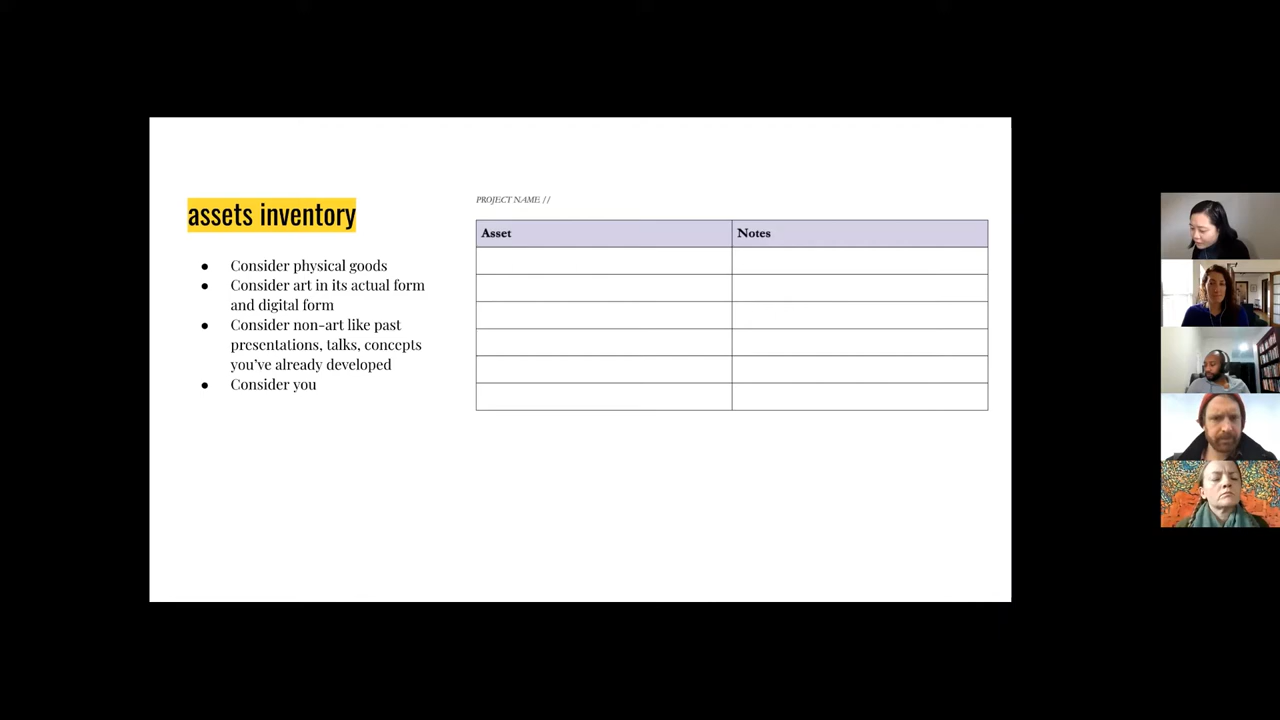 assets inventory
● Consider physical goods
● Consider art in its actual form
and digital form
● Consider non-art like past
presentations, talks, concepts
you’ve already developed
● Consider you
PROJECT NAME //
Asset Notes